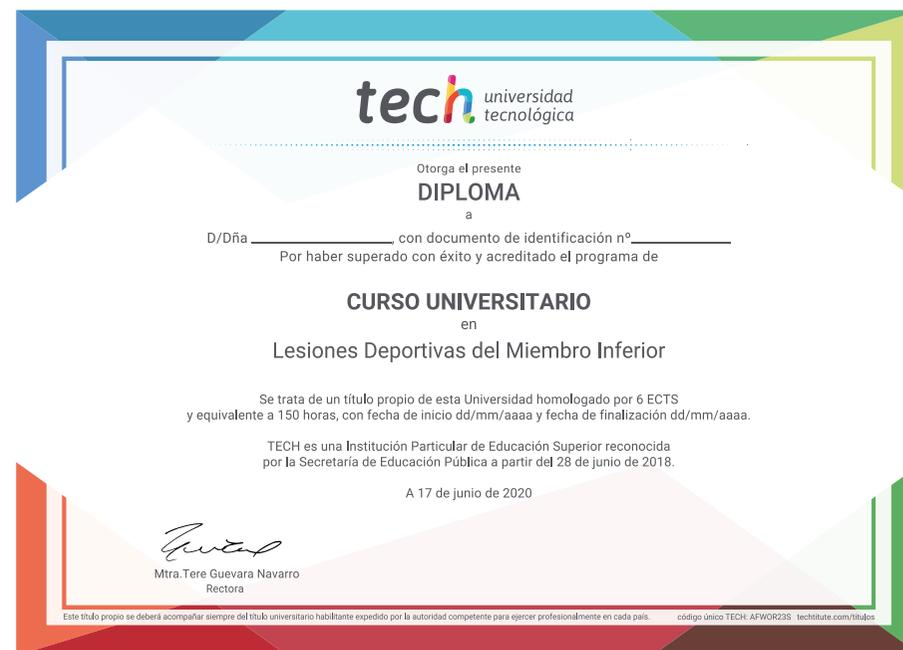 tech universidad
tecnológica
Otorga el presente
DIPLOMA
a
D/Dña ____________________, con documento de identificación nº______________
Por haber superado con éxito y acreditado el programa de
CURSO UNIVERSITARIO
en
Lesiones Deportivas del Miembro Inferior
Se trata de un título propio de esta Universidad homologado por 6 ECTS
y equivalente a 150 horas, con fecha de inicio dd/mm/aaaa y fecha de finalización dd/mm/aaaa.
TECH es una Institución Particular de Educación Superior reconocida
por la Secretaría de Educación Pública a partir del 28 de junio de 2018.
A 17 de junio de 2020
Mtra.Tere Guevara Navarro
Rectora
Este título propio se deberá acompañar siempre del título universitario habilitante expedido por la autoridad competente para ejercer profesionalmente en cada país. código único TECH: AFWOR23S techtitute.com/titulos